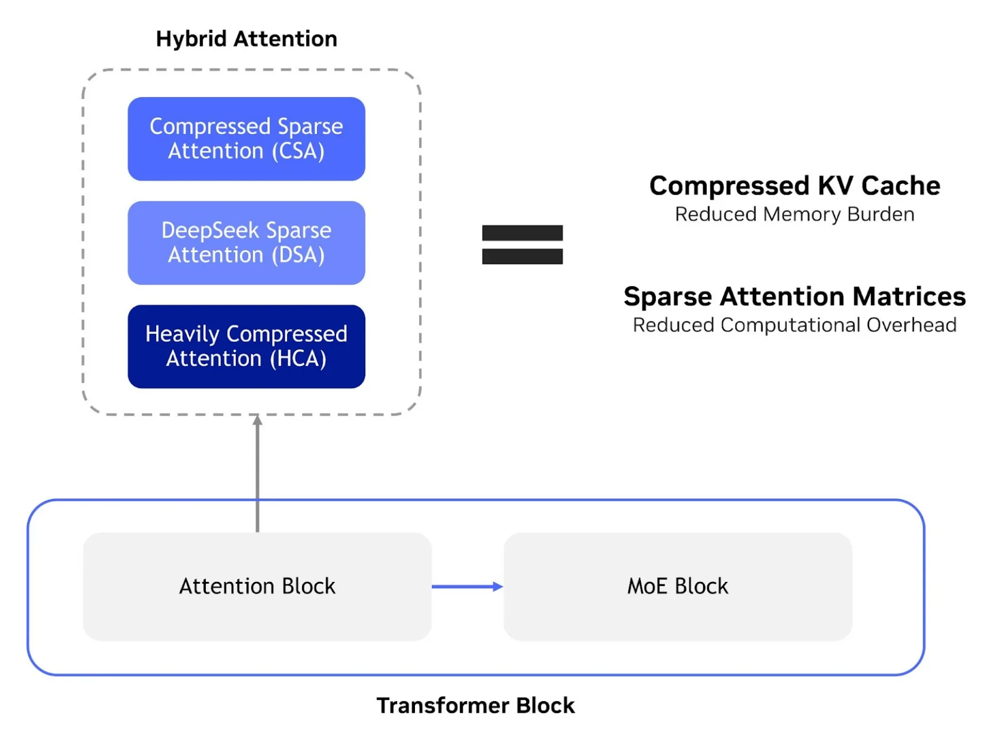 Hybrid Attention
Compressed Sparse
Attention (CSA)
DeepSeek Sparse
Attention (DSA)
Heavily Compressed
Attention (HCA)
Compressed KV Cache
Reduced Memory Burden
Sparse Attention Matrices
Reduced Computational Overhead
Attention Block
MoE Block
Transformer Block